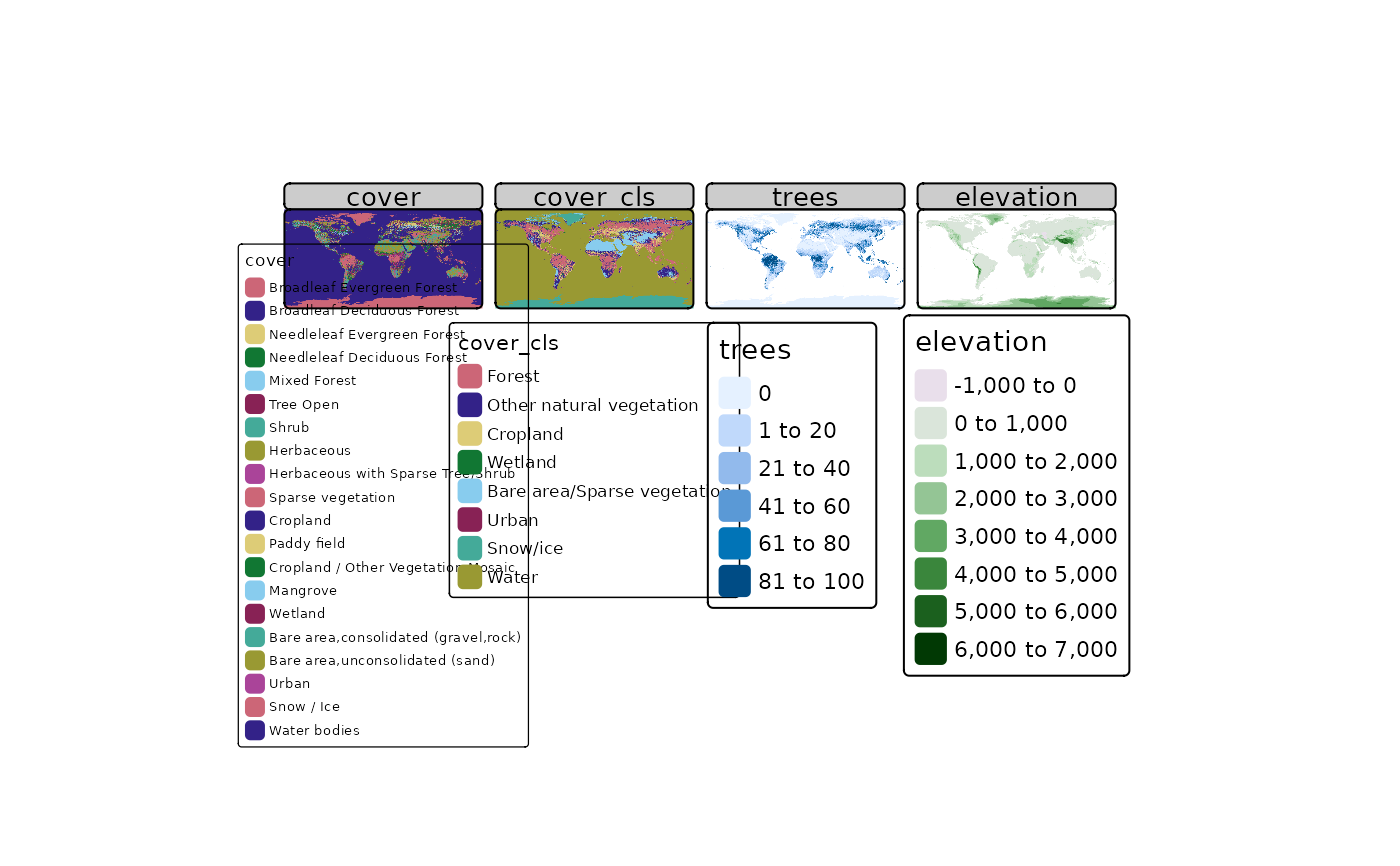 cover
cover_cls
trees
elevation
cover
Broadleaf Evergreen Forest
Broadleaf Deciduous Forest
Needleleaf Evergreen Forest
Needleleaf Deciduous Forest
Mixed Forest
Tree Open
Shrub
Herbaceous
Herbaceous with Sparse Tree/Shrub
Sparse vegetation
Cropland
Paddy field
Cropland / Other Vegetation Mosaic
Mangrove
Wetland
Bare area,consolidated (gravel,rock)
Bare area,unconsolidated (sand)
Urban
Snow / Ice
Water bodies
cover_cls
Forest
Other natural vegetation
Cropland
Wetland
Bare area/Sparse vegetation
Urban
Snow/ice
Water
trees
0
1 to 20
21 to 40
41 to 60
61 to 80
81 to 100
elevation
-1,000 to 0
0 to 1,000
1,000 to 2,000
2,000 to 3,000
3,000 to 4,000
4,000 to 5,000
5,000 to 6,000
6,000 to 7,000